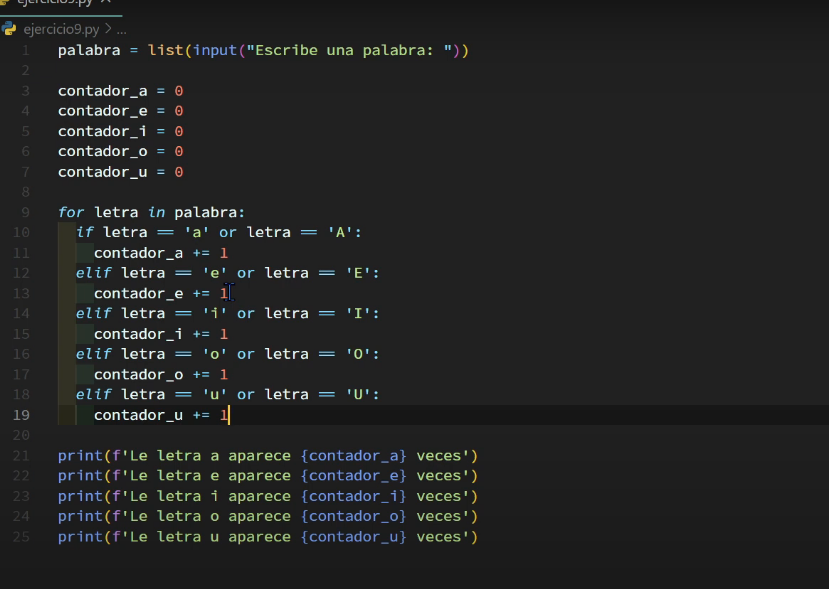 ejercicio9.py ×
ejercicio9.py > ...
1 palabra = list(input("Escribe una palabra: "))
2
3 contador_a = 0
4 contador_e = 0
5 contador_i = 0
6 contador_o = 0
7 contador_u = 0
8
9 for letra in palabra:
10 if letra == 'a' or letra == 'A':
11 contador_a += 1
12 elif letra == 'e' or letra == 'E':
13 contador_e += 1
14 elif letra == 'i' or letra == 'I':
15 contador_i += 1
16 elif letra == 'o' or letra == 'O':
17 contador_o += 1
18 elif letra == 'u' or letra == 'U':
19 contador_u += 1
20
21 print(f'Le letra a aparece {contador_a} veces')
22 print(f'Le letra e aparece {contador_e} veces')
23 print(f'Le letra i aparece {contador_i} veces')
24 print(f'Le letra o aparece {contador_o} veces')
25 print(f'Le letra u aparece {contador_u} veces')